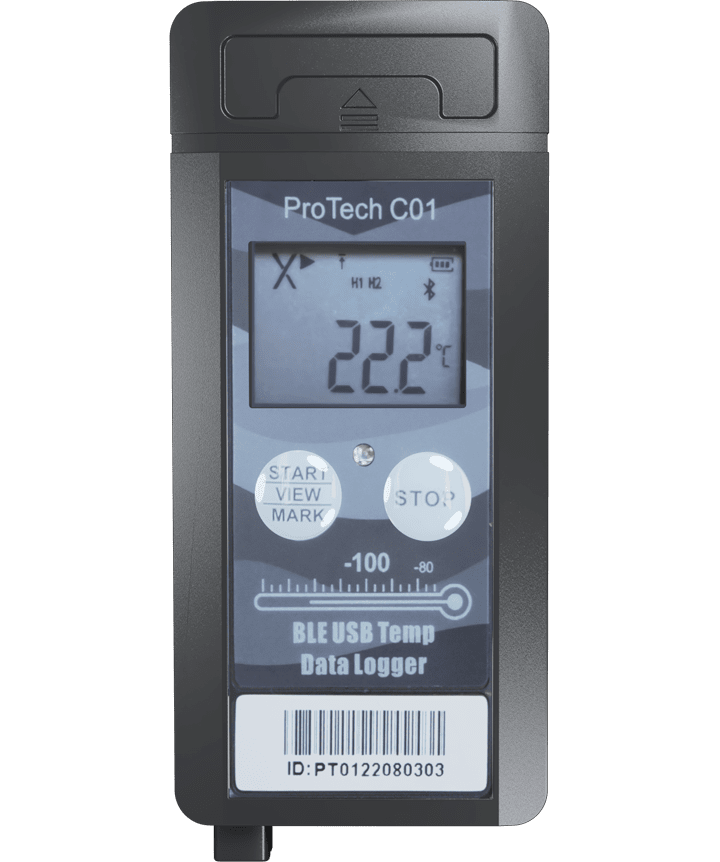 ProTech C01
H1 H2
22.2 °C
START
VIEW
MARK
STOP
-100 -80
BLE USB Temp
Data Logger
ID:PT0122080303